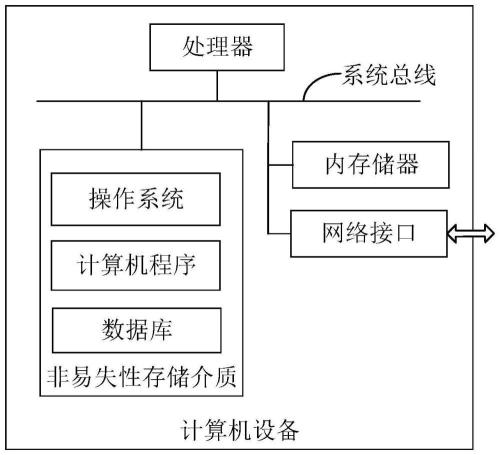 处理器
系统总线
内存储器
操作系统
网络接口
计算机程序
数据库
非易失性存储介质
计算机设备